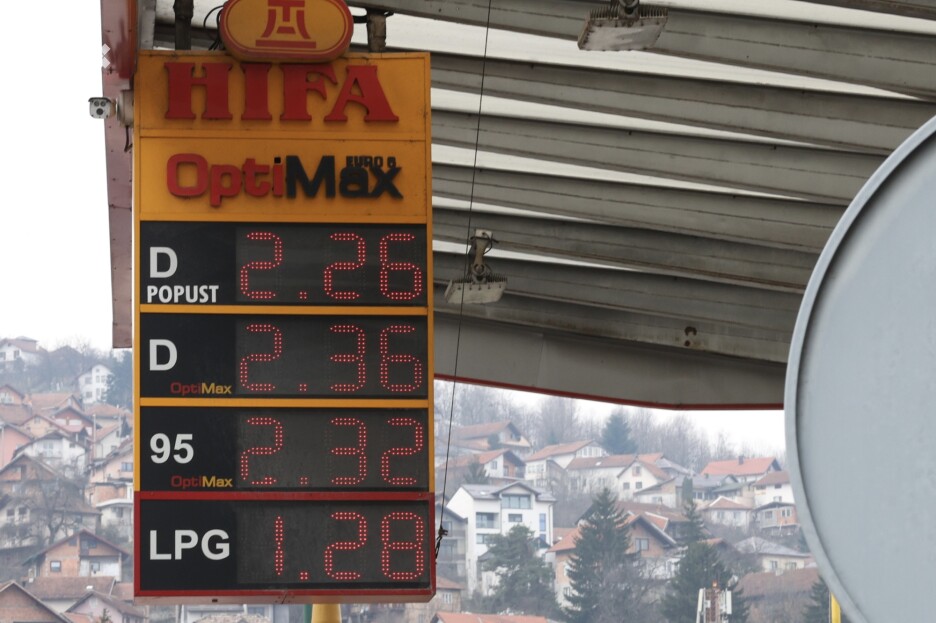 HIFA
EURO 6
OptiMax
D 2.26
POPUST
D 2.36
OptiMax
95 2.32
OptiMax
LPG 1.28